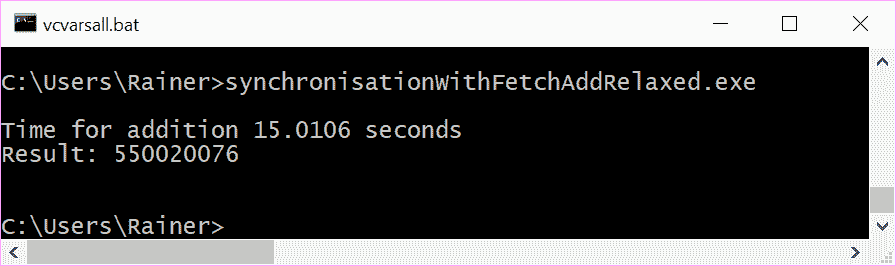 vcvarsall.bat
C:\Users\Rainer>synchronisationWithFetchAddRelaxed.exe
Time for addition 15.0106 seconds
Result: 550020076
C:\Users\Rainer>